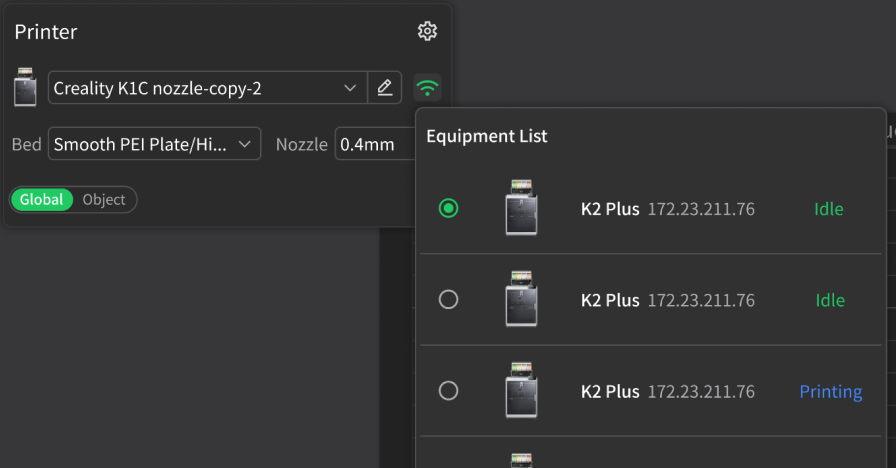 Printer
Creality K1C nozzle-copy-2
Bed Smooth PEI Plate/Hi... Nozzle 0.4mm
Global Object
Equipment List
K2 Plus 172.23.211.76 Idle
K2 Plus 172.23.211.76 Idle
K2 Plus 172.23.211.76 Printing